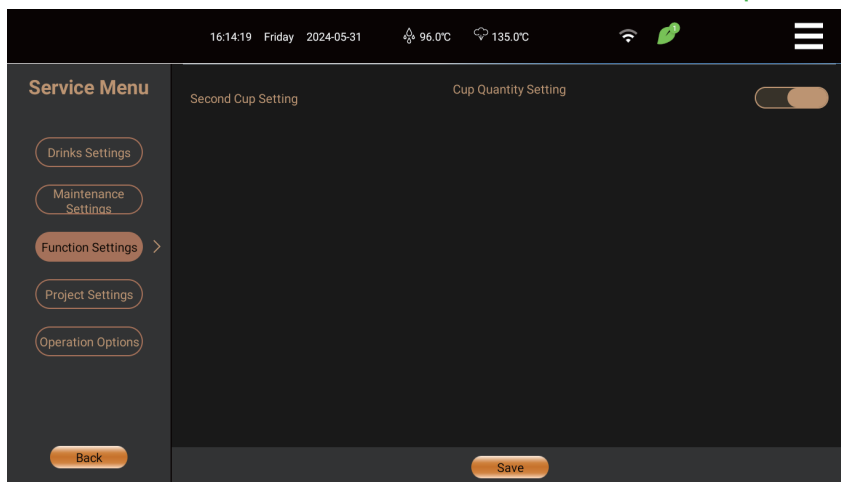 16:14:19 Friday 2024-05-31 96.0℃ 135.0℃ 1
Service Menu
Second Cup Setting
Cup Quantity Setting
Drinks Settings
Maintenance
Settings
Function Settings
Project Settings
Operation Options
Back
Save